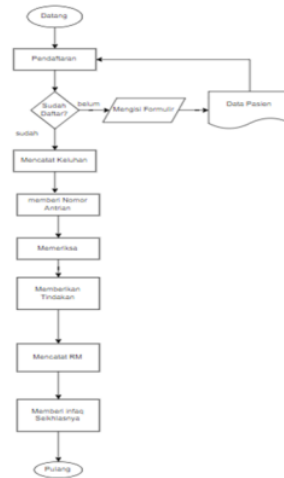 Datang
Pendaftaran
Sudah
Daftar?
belum
Mengisi Formulir
Data Pasien
sudah
Mencatat Keluhan
memberi Nomor
Antrian
Memeriksa
Memberikan
Tindakan
Mencatat RM
Memberi infaq
Seikhlasnya
Pulang